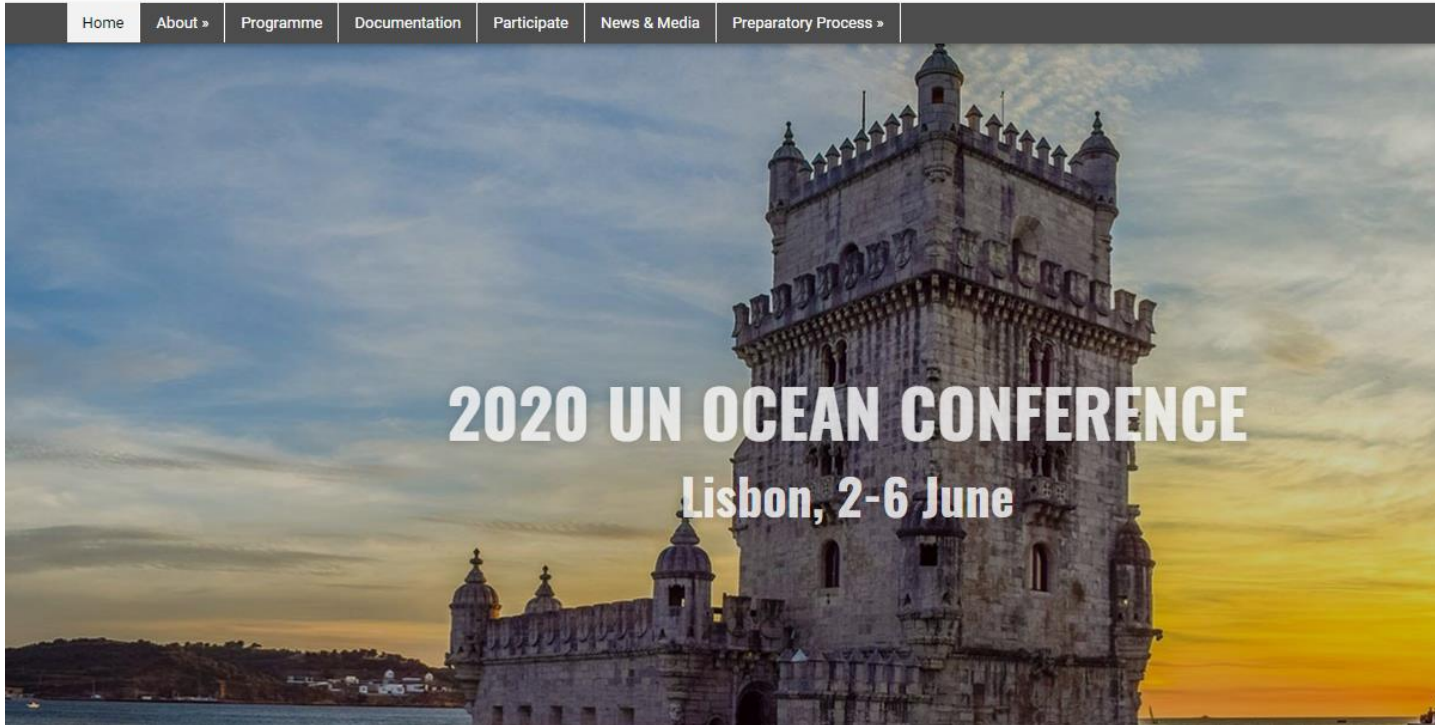 Home About » Programme Documentation Participate News & Media Preparatory Process »
2020 UN OCEAN CONFERENCE
Lisbon, 2-6 June